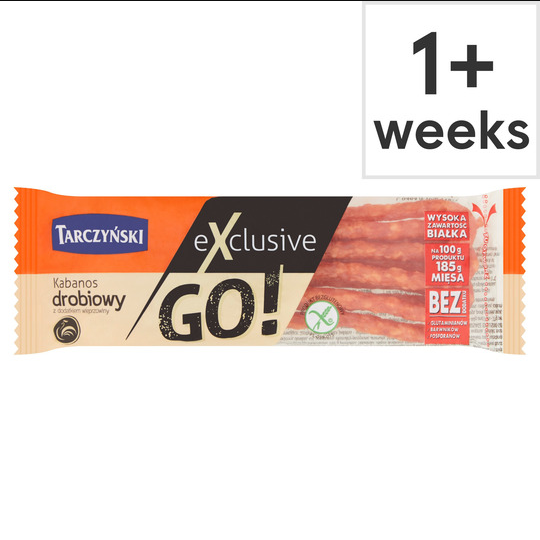 1+
weeks
TARCZYŃSKI
Kabanos
drobiowy
z dodatkiem wieprzowiny
eXclusive
GO!
WYSOKA
ZAWARTOŚĆ
BIAŁKA
NA 100g
PRODUKTU
185g
MIĘSA
BEZ
DODATKU
GLUTAMINIANÓW
BARWNIKÓW
FOSFORANÓW